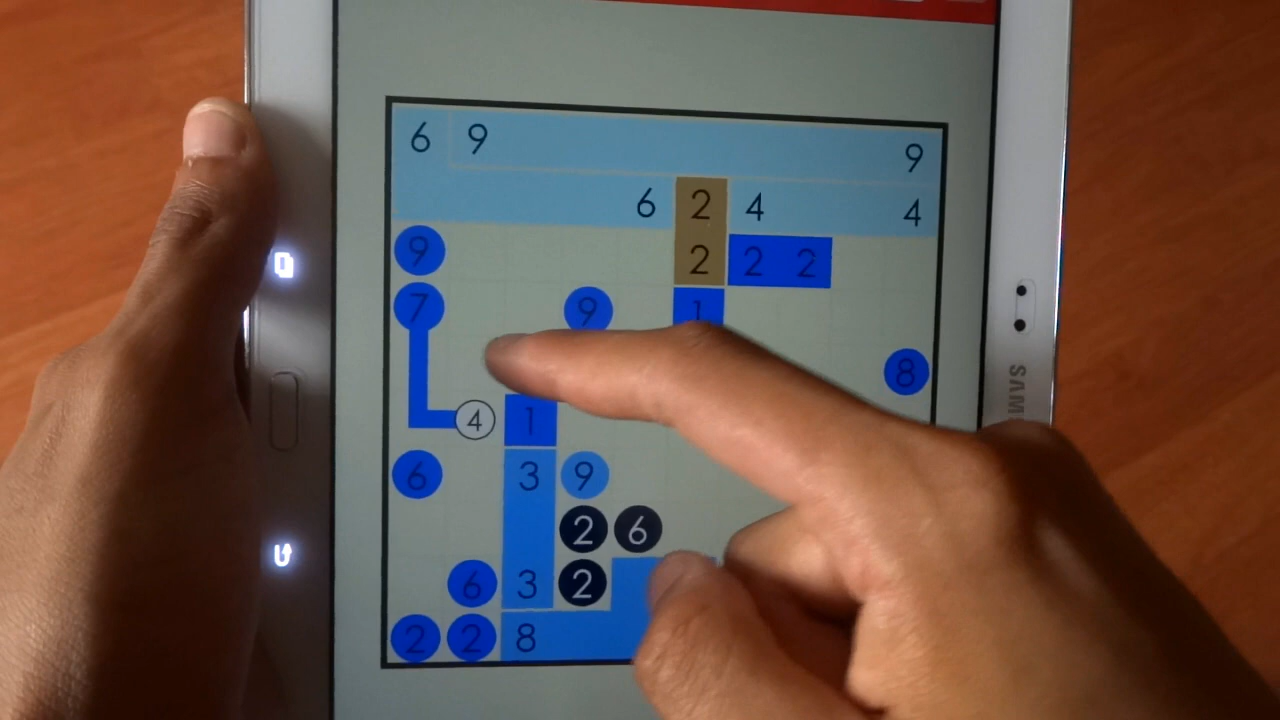 6 9 9
6 2 4 4
9 2 2 2
7 9 1
8
4 1
6 3 9
2 6
6 3 2
2 2 8
SAM